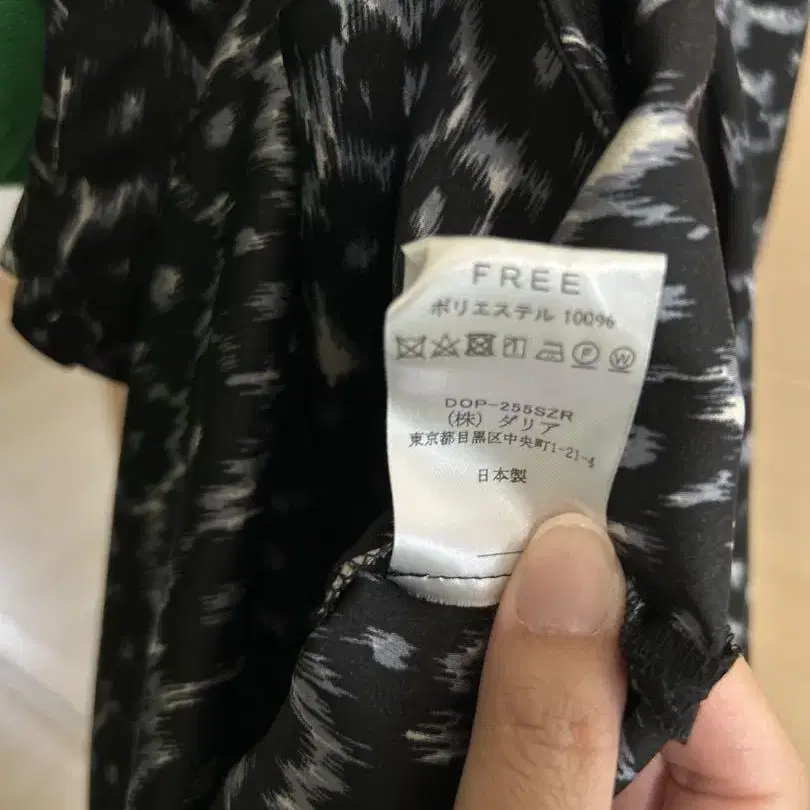 FREE
ポリエステル 100%
F W
DOP-255SZR
(株) ダリア
東京都目黒区中央町1-21-6
日本製